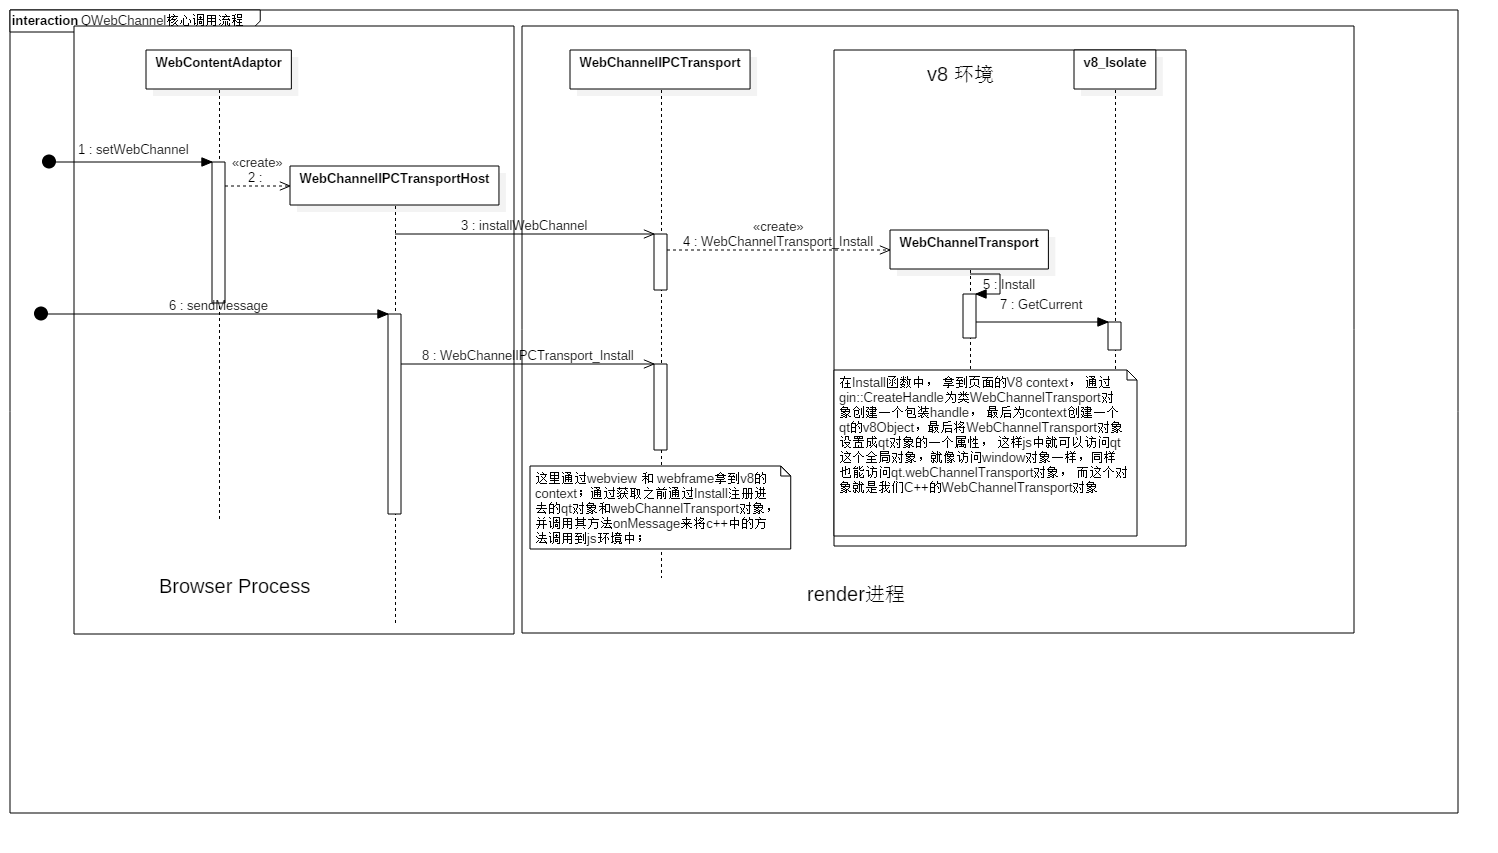 interaction QWebChannel核心调用流程
WebContentAdaptor
WebChannelIPCTransport
v8 环境
v8_Isolate
1 : setWebChannel
«create»
2 :
WebChannelIPCTransportHost
3 : installWebChannel
«create»
4 : WebChannelTransport_Install
WebChannelTransport
5 : Install
6 : sendMessage
7 : GetCurrent
8 : WebChannelIPCTransport_Install
在Install函数中， 拿到页面的V8 context， 通过
gin::CreateHandle为类WebChannelTransport对
象创建一个包装handle， 最后为context创建一个
qt的v8Object，最后将WebChannelTransport对象
设置成qt对象的一个属性， 这样js中就可以访问qt
这个全局对象，就像访问window对象一样，同样
也能访问qt.webChannelTransport对象， 而这个对
象就是我们C++的WebChannelTransport对象
这里通过webview 和 webframe拿到v8的
context；通过获取之前通过Install注册进
去的qt对象和webChannelTransport对象，
并调用其方法onMessage来将c++中的方
法调用到js环境中；
Browser Process
render进程